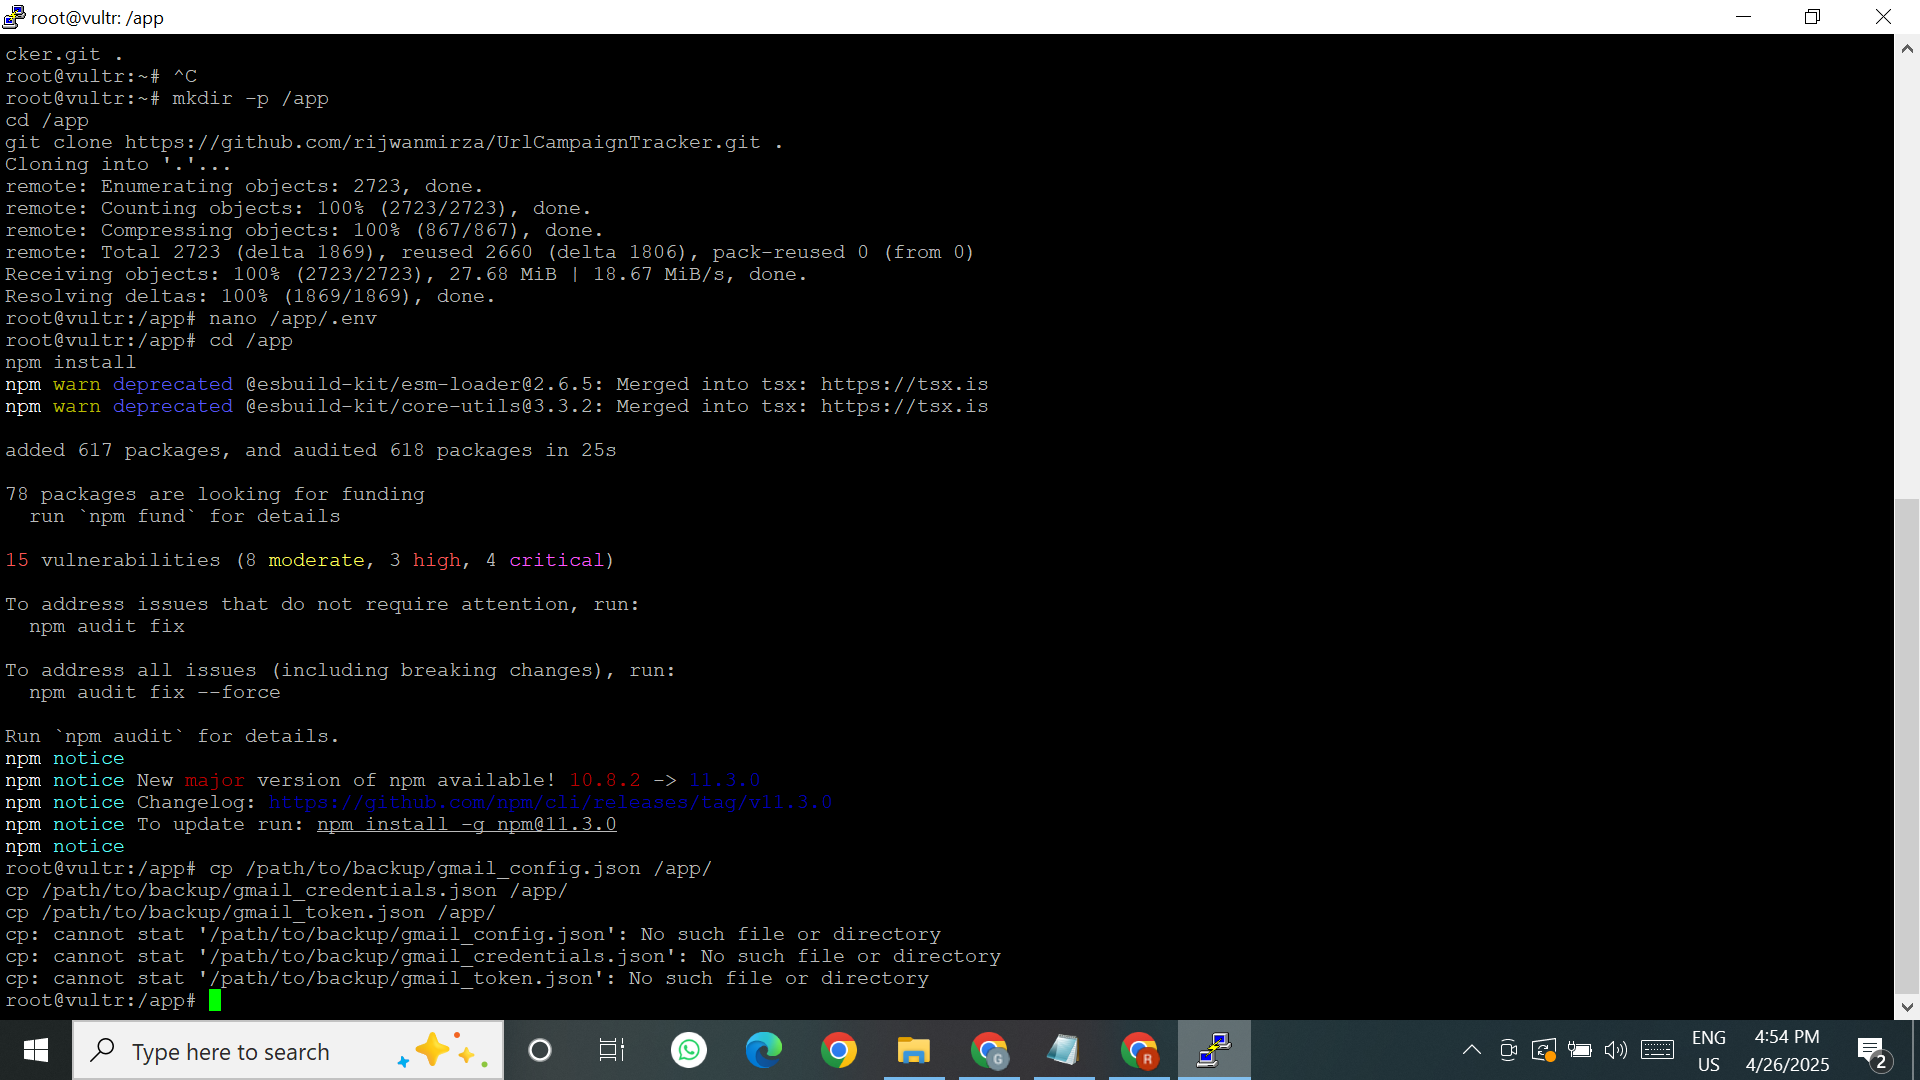 root@vultr: /app
cker.git .
root@vultr:~# ^C
root@vultr:~# mkdir -p /app
cd /app
git clone https://github.com/rijwanmirza/UrlCampaignTracker.git .
Cloning into '.'...
remote: Enumerating objects: 2723, done.
remote: Counting objects: 100% (2723/2723), done.
remote: Compressing objects: 100% (867/867), done.
remote: Total 2723 (delta 1869), reused 2660 (delta 1806), pack-reused 0 (from 0)
Receiving objects: 100% (2723/2723), 27.68 MiB | 18.67 MiB/s, done.
Resolving deltas: 100% (1869/1869), done.
root@vultr:/app# nano /app/.env
root@vultr:/app# cd /app
npm install
npm warn deprecated @esbuild-kit/esm-loader@2.6.5: Merged into tsx: https://tsx.is
npm warn deprecated @esbuild-kit/core-utils@3.3.2: Merged into tsx: https://tsx.is
added 617 packages, and audited 618 packages in 25s
78 packages are looking for funding
run `npm fund` for details
15 vulnerabilities (8 moderate, 3 high, 4 critical)
To address issues that do not require attention, run:
npm audit fix
To address all issues (including breaking changes), run:
npm audit fix --force
Run `npm audit` for details.
npm notice
npm notice New major version of npm available! 10.8.2 -> 11.3.0
npm notice Changelog: https://github.com/npm/cli/releases/tag/v11.3.0
npm notice To update run: npm install -g npm@11.3.0
npm notice
root@vultr:/app# cp /path/to/backup/gmail_config.json /app/
cp /path/to/backup/gmail_credentials.json /app/
cp /path/to/backup/gmail_token.json /app/
cp: cannot stat '/path/to/backup/gmail_config.json': No such file or directory
cp: cannot stat '/path/to/backup/gmail_credentials.json': No such file or directory
cp: cannot stat '/path/to/backup/gmail_token.json': No such file or directory
root@vultr:/app#
Type here to search
G
R
ENG
US
4:54 PM
4/26/2025
2